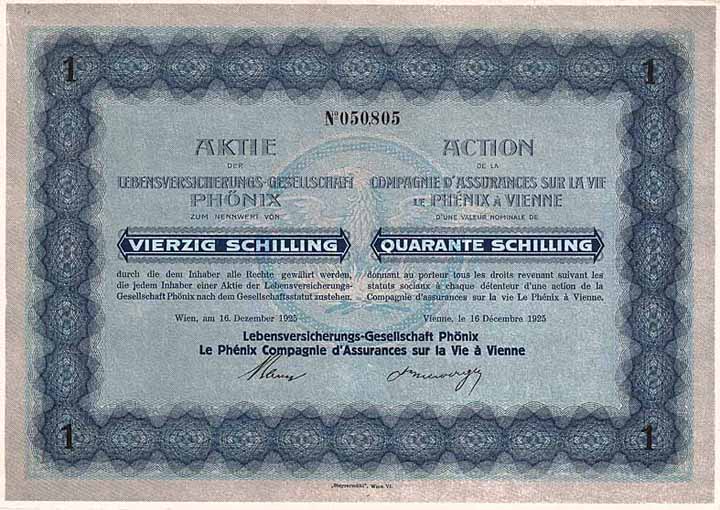 1
1
Nº 050805
AKTIE
DER
LEBENSVERSICHERUNGS-GESELLSCHAFT
PHÖNIX
ZUM NENNWERT VON
VIERZIG SCHILLING
durch die dem Inhaber alle Rechte gewährt werden,
die jedem Inhaber einer Aktie der Lebensversicherungs-
Gesellschaft Phönix nach dem Gesellschaftsstatut zustehen.
Wien, am 16. Dezember 1925
ACTION
DE LA
COMPAGNIE D'ASSURANCES SUR LA VIE
LE PHÉNIX À VIENNE
D'UNE VALEUR NOMINALE DE
QUARANTE SCHILLING
donnant au porteur tous les droits revenant suivant les
statuts sociaux à chaque détenteur d'une action de la
Compagnie d'assurances sur la vie Le Phénix à Vienne.
Vienne, le 16 Décembre 1925
Lebensversicherungs-Gesellschaft Phönix
Le Phénix Compagnie d'Assurances sur la Vie à Vienne
1
1
„Steyrermühl", Wien VI.